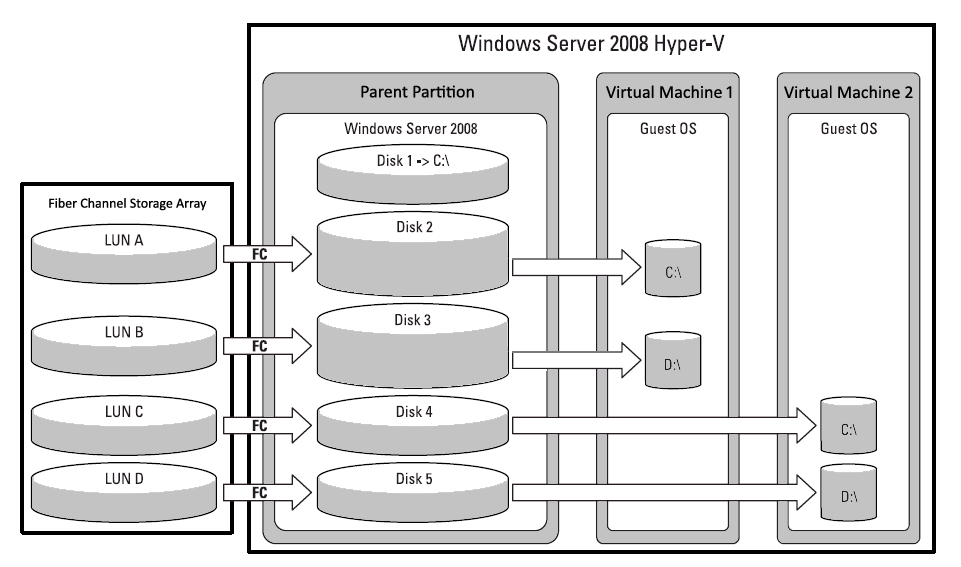 Windows Server 2008 Hyper-V
Parent Partition
Virtual Machine 1
Virtual Machine 2
Windows Server 2008
Guest OS
Guest OS
Disk 1 -> C:\
Fiber Channel Storage Array
LUN A
FC
Disk 2
C:\
LUN B
FC
Disk 3
D:\
LUN C
FC
Disk 4
C:\
LUN D
FC
Disk 5
D:\